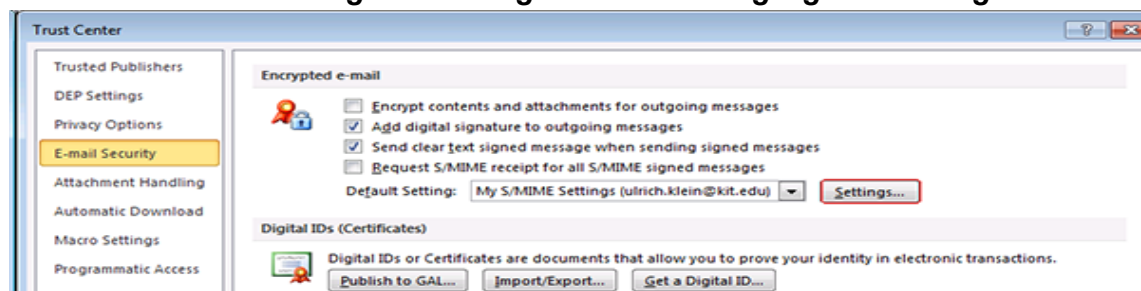 Trust Center
Trusted Publishers
DEP Settings
Privacy Options
E-mail Security
Attachment Handling
Automatic Download
Macro Settings
Programmatic Access
Encrypted e-mail
Encrypt contents and attachments for outgoing messages
Add digital signature to outgoing messages
Send clear text signed message when sending signed messages
Request S/MIME receipt for all S/MIME signed messages
Default Setting: My S/MIME Settings (ulrich.klein@kit.edu) Settings...
Digital IDs (Certificates)
Digital IDs or Certificates are documents that allow you to prove your identity in electronic transactions.
Publish to GAL... Import/Export... Get a Digital ID...